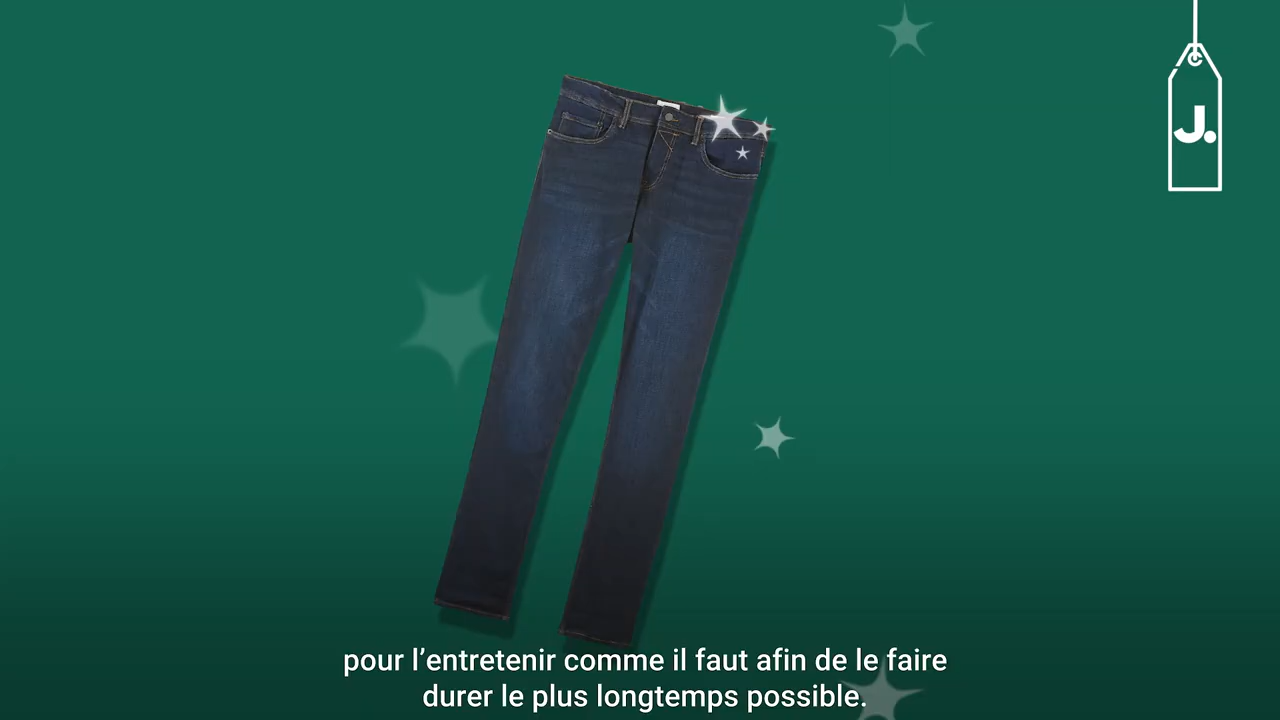 J.
pour l’entretenir comme il faut afin de le faire
durer le plus longtemps possible.